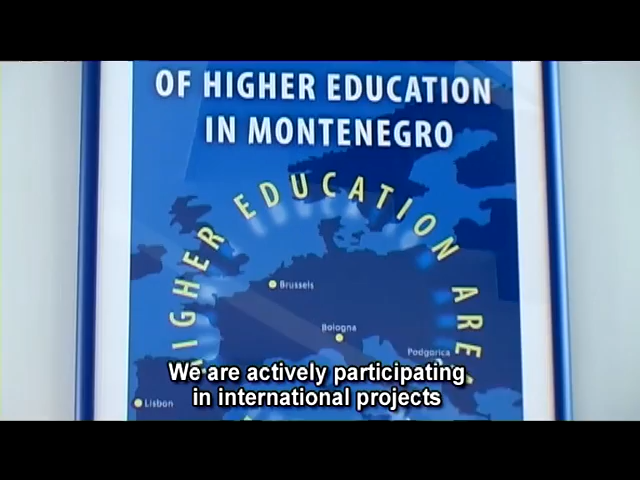 OF HIGHER EDUCATION
IN MONTENEGRO
HIGHER EDUCATION ARE
Brussels
Bologna
Podgorica
Lisbon
We are actively participating
in international projects